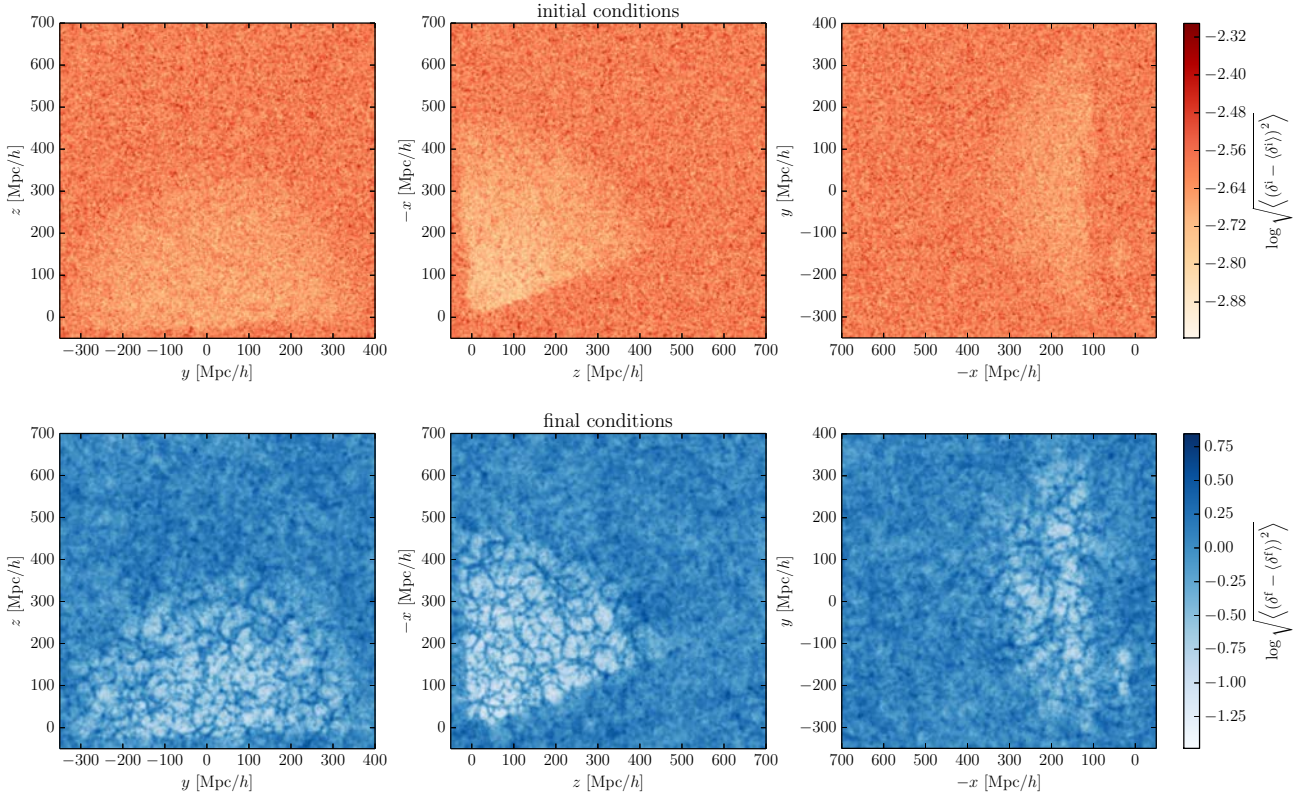 initial conditions
700
600
500
400
300
200
100
0
z [Mpc/h]
−300 −200 −100 0 100 200 300 400
y [Mpc/h]
700
600
500
400
300
200
100
0
−x [Mpc/h]
0 100 200 300 400 500 600 700
z [Mpc/h]
400
300
200
100
0
−100
−200
−300
y [Mpc/h]
700 600 500 400 300 200 100 0
−x [Mpc/h]
−2.32
−2.40
−2.48
−2.56
−2.64
−2.72
−2.80
−2.88
log √⟨(δⁱ − ⟨δⁱ⟩)²⟩
final conditions
700
600
500
400
300
200
100
0
z [Mpc/h]
−300 −200 −100 0 100 200 300 400
y [Mpc/h]
700
600
500
400
300
200
100
0
−x [Mpc/h]
0 100 200 300 400 500 600 700
z [Mpc/h]
400
300
200
100
0
−100
−200
−300
y [Mpc/h]
700 600 500 400 300 200 100 0
−x [Mpc/h]
0.75
0.50
0.25
0.00
−0.25
−0.50
−0.75
−1.00
−1.25
log √⟨(δᶠ − ⟨δᶠ⟩)²⟩